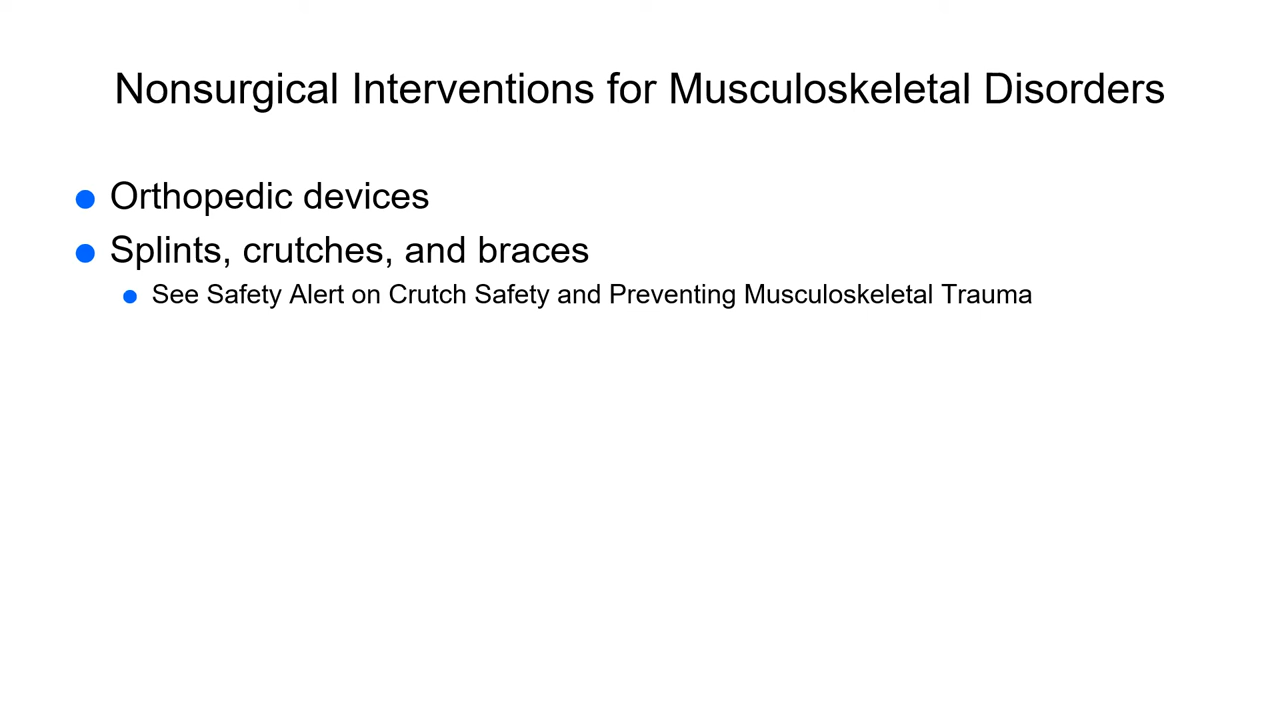 Nonsurgical Interventions for Musculoskeletal Disorders
Orthopedic devices
Splints, crutches, and braces
See Safety Alert on Crutch Safety and Preventing Musculoskeletal Trauma